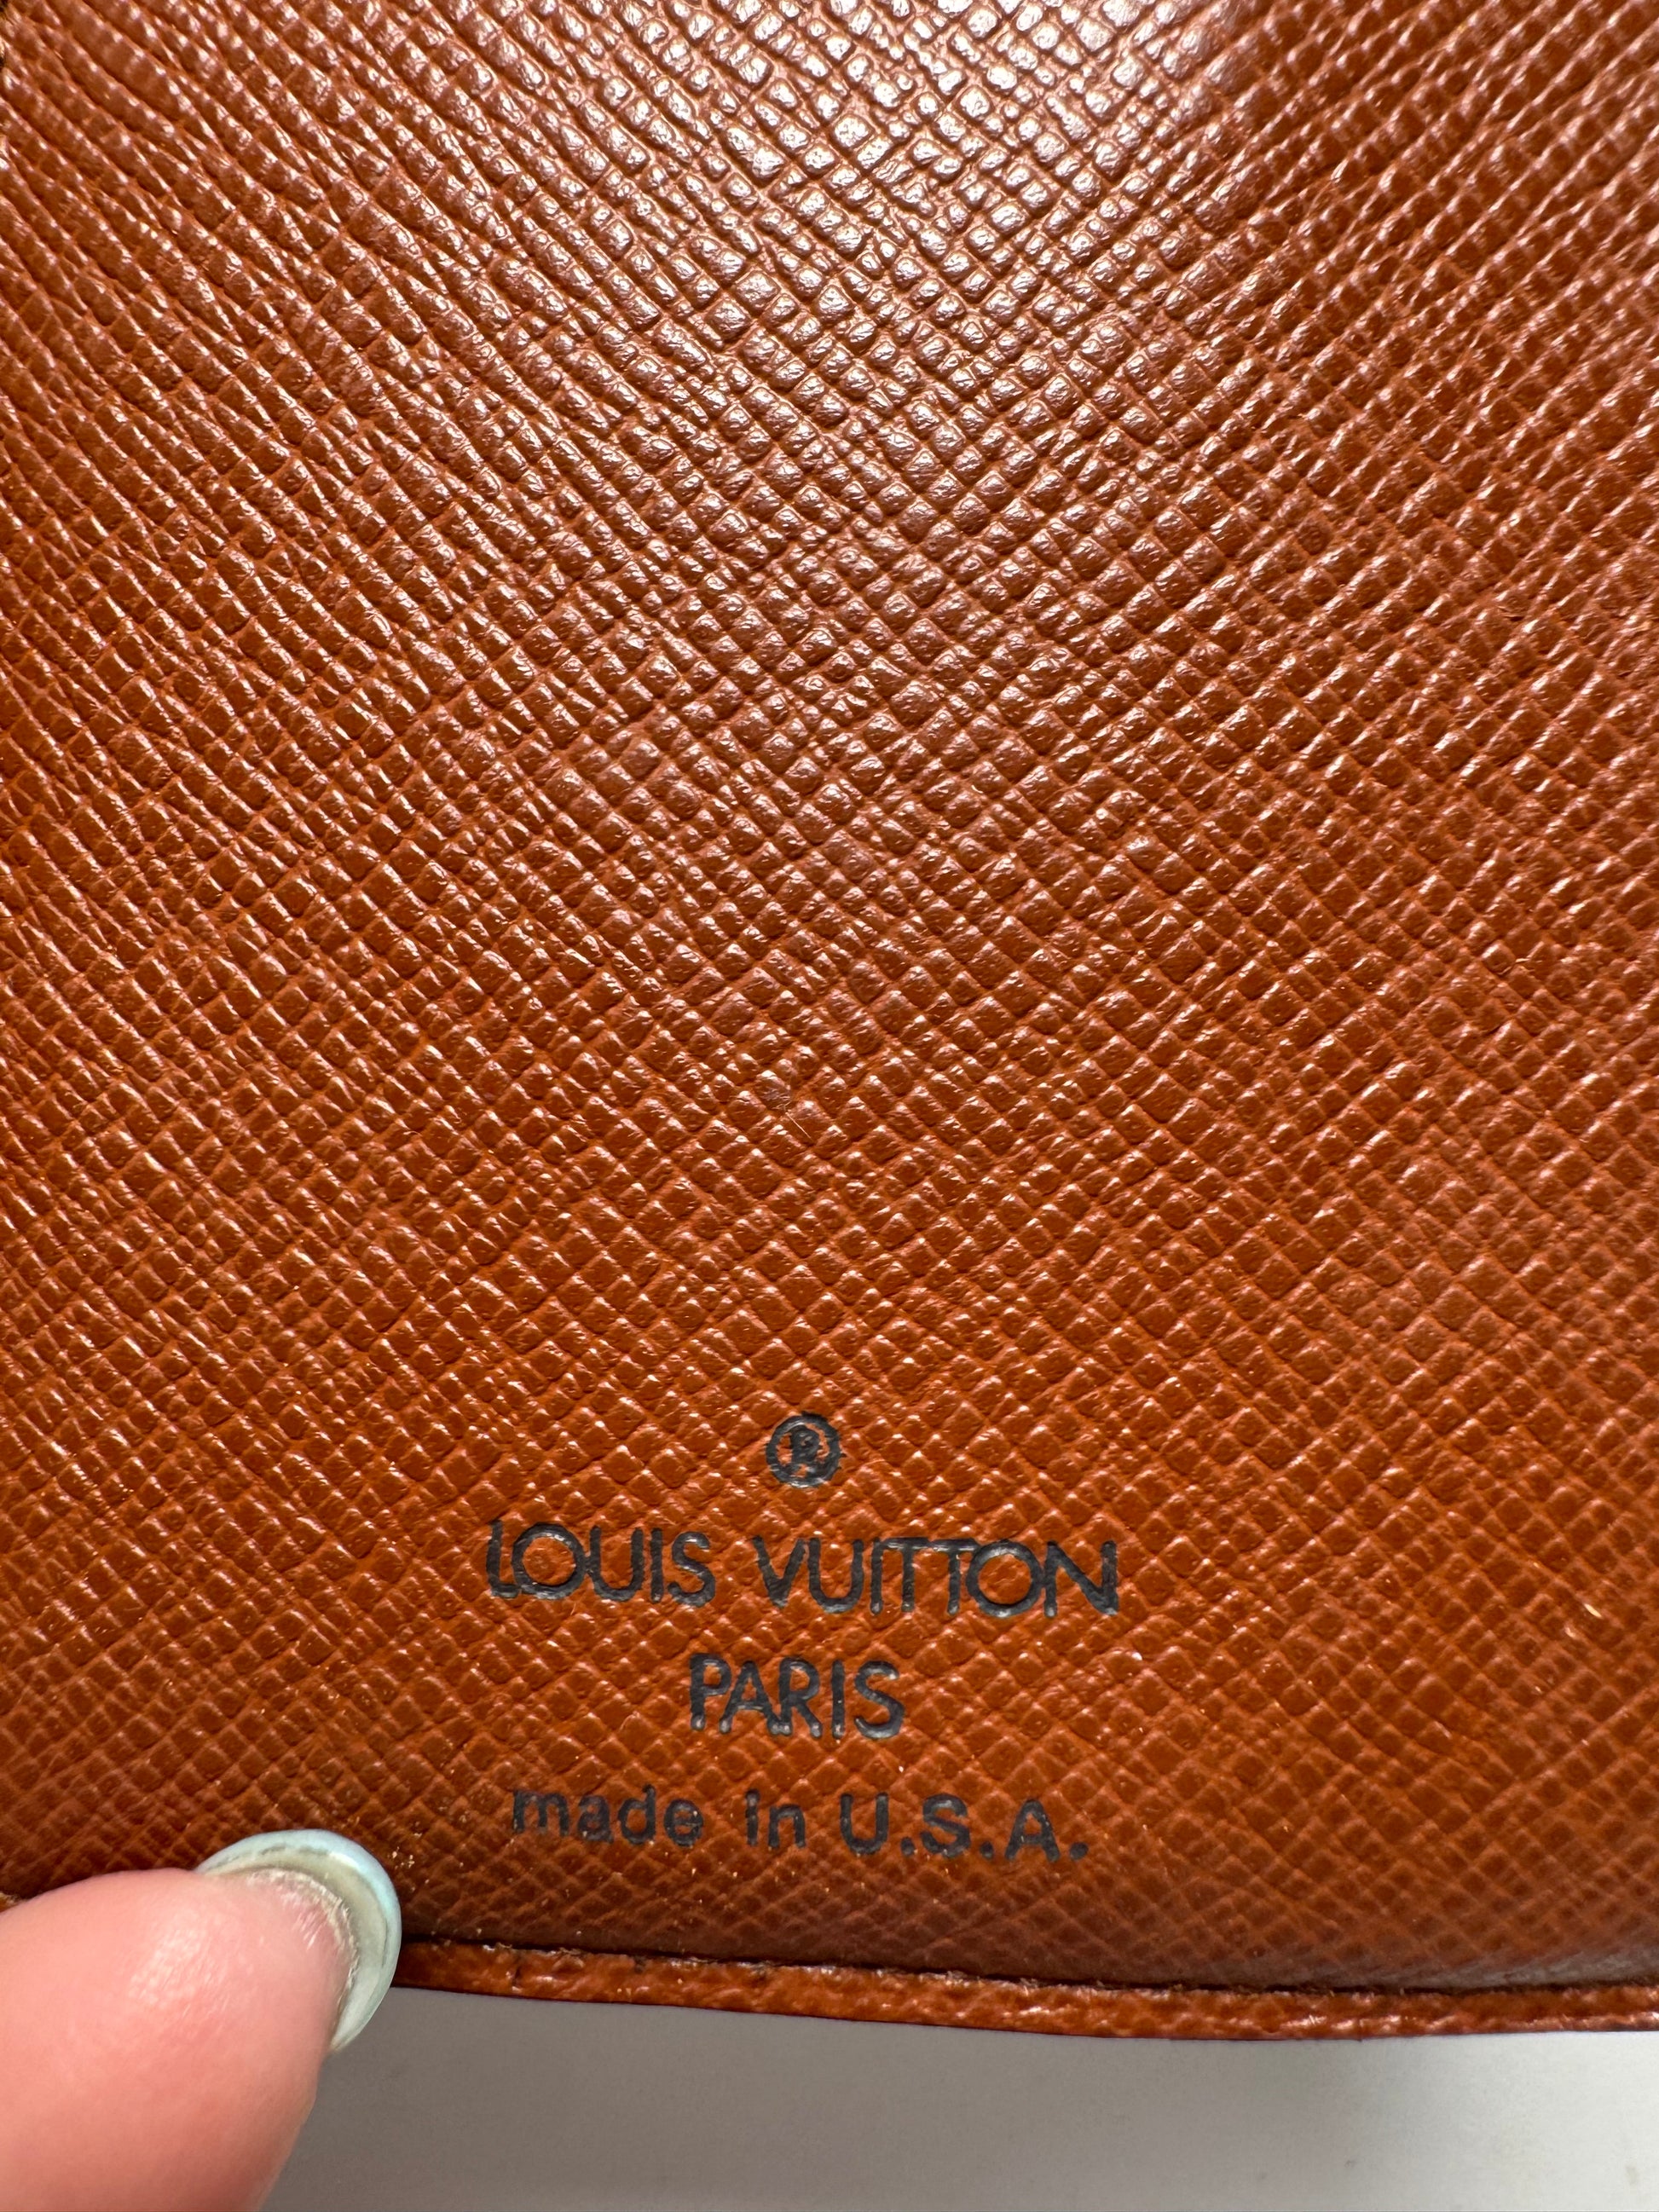 ®
LOUIS VUITTON
PARIS
made in U.S.A.